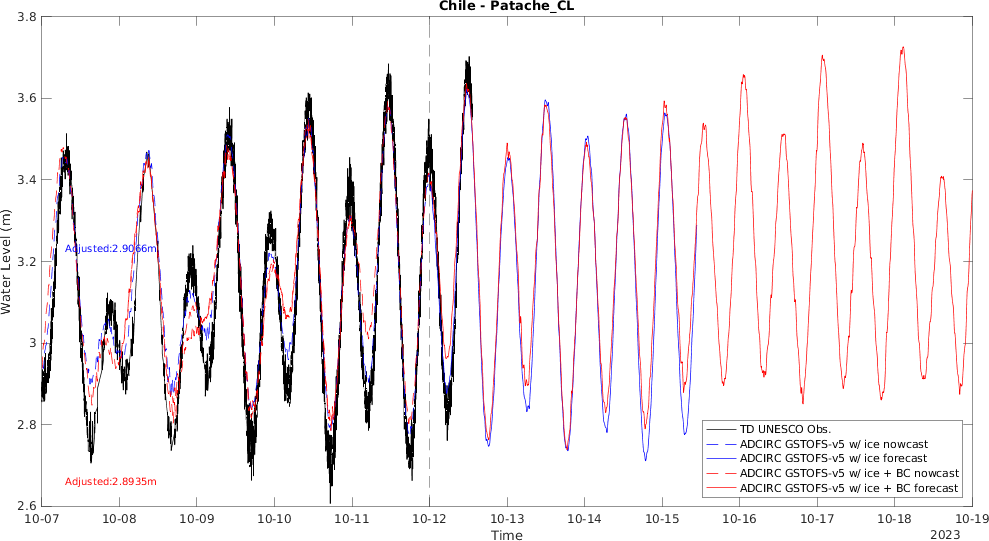 Chile - Patache_CL
3.8
3.6
3.4
3.2
3
2.8
2.6
Water Level (m)
Adjusted:2.9066m
Adjusted:2.8935m
TD UNESCO Obs.
ADCIRC GSTOFS-v5 w/ ice nowcast
ADCIRC GSTOFS-v5 w/ ice forecast
ADCIRC GSTOFS-v5 w/ ice + BC nowcast
ADCIRC GSTOFS-v5 w/ ice + BC forecast
10-07 10-08 10-09 10-10 10-11 10-12 10-13 10-14 10-15 10-16 10-17 10-18 10-19
Time
2023